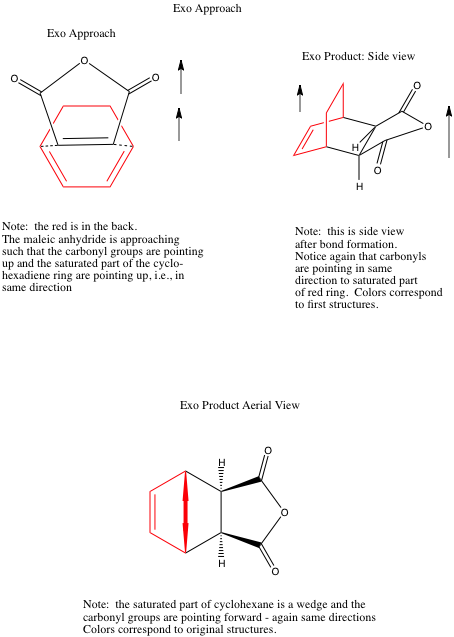 Exo Approach
Exo Approach
O
O
O
Note:  the red is in the back.
The maleic anhydride is approaching
such that the carbonyl groups are pointing
up and the saturated part of the cyclo-
hexadiene ring are pointing up, i.e., in
same direction
Exo Product: Side view
O
O
H
O
H
Note:  this is side view
after bond formation.
Notice again that carbonyls
are pointing in same
direction to saturated part
of red ring.  Colors correspond
to first structures.
Exo Product Aerial View
O
H
O
H
O
Note:  the saturated part of cyclohexane is a wedge and the
carbonyl groups are pointing forward - again same directions
Colors correspond to original structures.